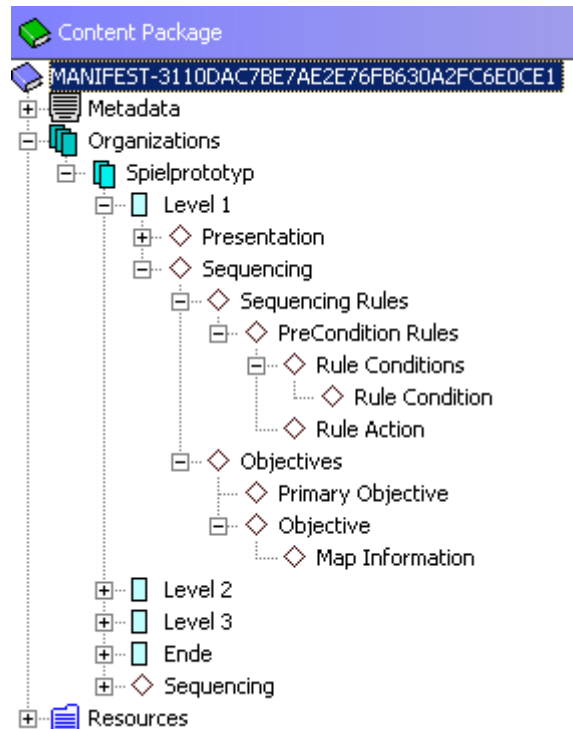 Content Package
MANIFEST-3110DAC7BE7AE2E76FB630A2FC6E0CE1
Metadata
Organizations
Spielprototyp
Level 1
Presentation
Sequencing
Sequencing Rules
PreCondition Rules
Rule Conditions
Rule Condition
Rule Action
Objectives
Primary Objective
Objective
Map Information
Level 2
Level 3
Ende
Sequencing
Resources